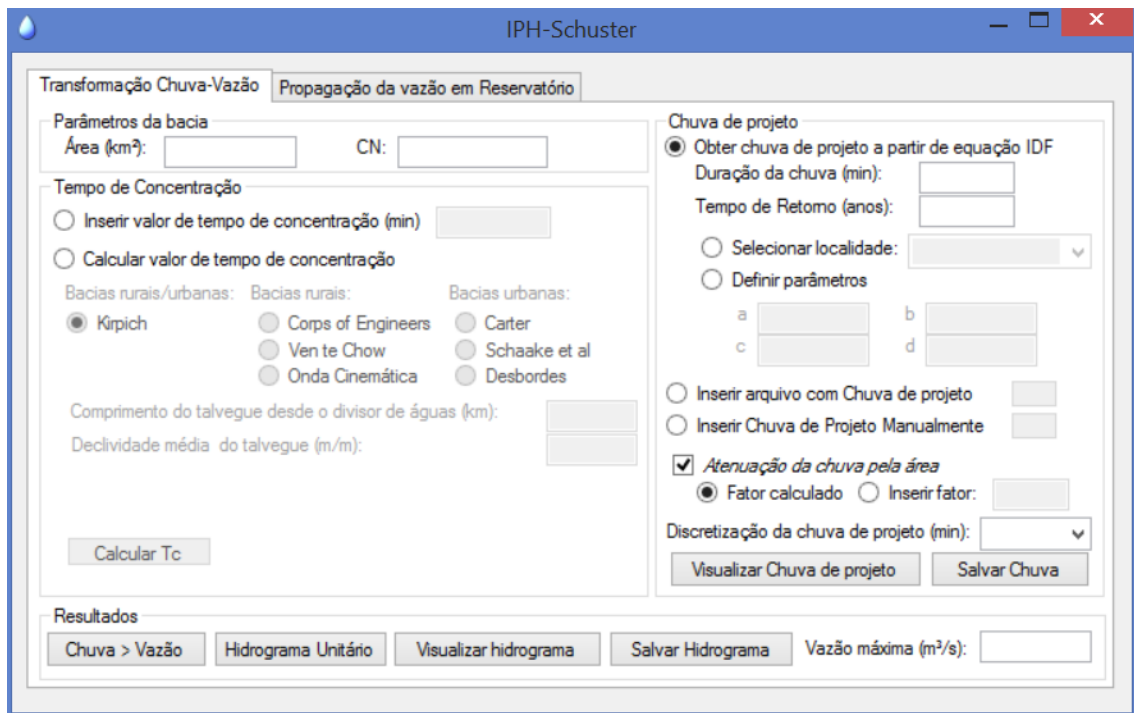 IPH-Schuster
Transformação Chuva-Vazão
Propagação da vazão em Reservatório
Parâmetros da bacia
Área (km²):
CN:
Tempo de Concentração
Inserir valor de tempo de concentração (min)
Calcular valor de tempo de concentração
Bacias rurais/urbanas:
Bacias rurais:
Bacias urbanas:
Kirpich
Corps of Engineers
Carter
Ven te Chow
Schaake et al
Onda Cinemática
Desbordes
Comprimento do talvegue desde o divisor de águas (km):
Declividade média do talvegue (m/m):
Calcular Tc
Chuva de projeto
Obter chuva de projeto a partir de equação IDF
Duração da chuva (min):
Tempo de Retorno (anos):
Selecionar localidade:
Definir parâmetros
a
b
c
d
Inserir arquivo com Chuva de projeto
Inserir Chuva de Projeto Manualmente
Atenuação da chuva pela área
Fator calculado
Inserir fator:
Discretização da chuva de projeto (min):
Visualizar Chuva de projeto
Salvar Chuva
Resultados
Chuva > Vazão
Hidrograma Unitário
Visualizar hidrograma
Salvar Hidrograma
Vazão máxima (m³/s):